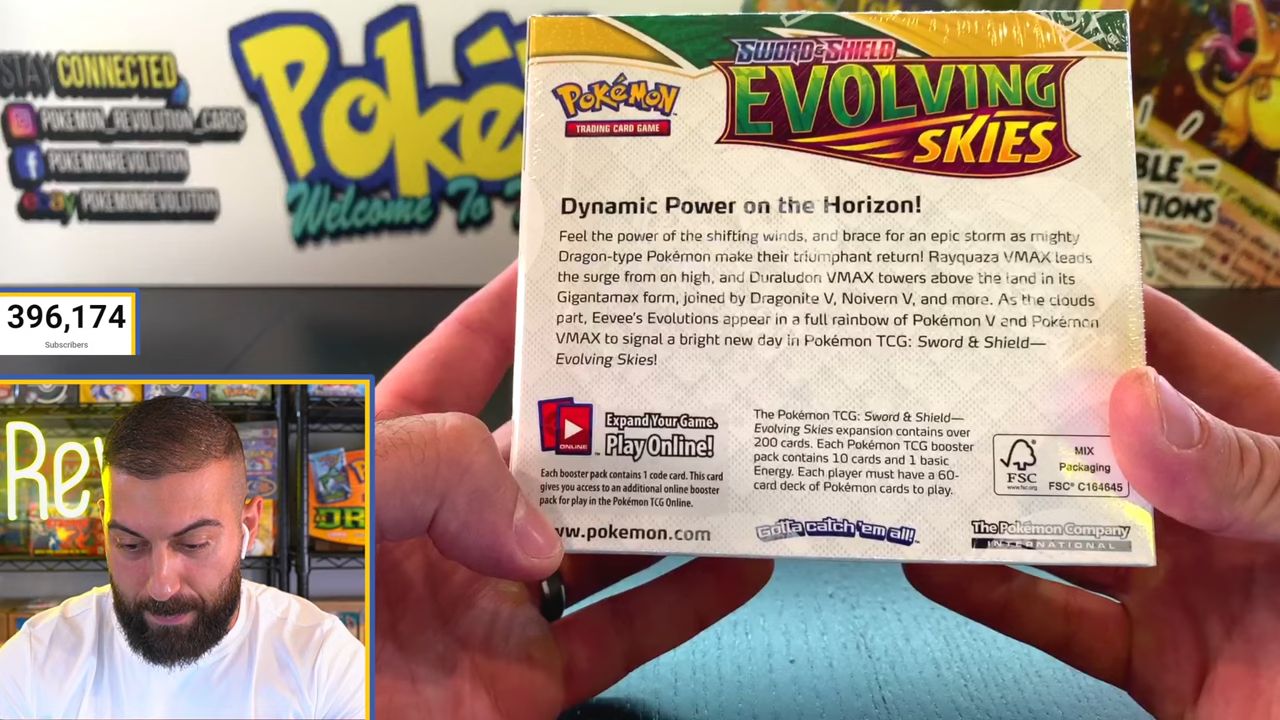 STAY CONNECTED
POKEMON_REVOLUTION_CARDS
POKEMONREVOLUTION
ebay POKEMONREVOLUTION
Poké
Welcome To
396,174
Subscribers
Re
SWORD & SHIELD
EVOLVING
SKIES
POKéMON
TRADING CARD GAME
Dynamic Power on the Horizon!
Feel the power of the shifting winds, and brace for an epic storm as mighty
Dragon-type Pokémon make their triumphant return! Rayquaza VMAX leads
the surge from on high, and Duraludon VMAX towers above the land in its
Gigantamax form, joined by Dragonite V, Noivern V, and more. As the clouds
part, Eevee's Evolutions appear in a full rainbow of Pokémon V and Pokémon
VMAX to signal a bright new day in Pokémon TCG: Sword & Shield—
Evolving Skies!
ONLINE
Expand Your Game.
Play Online!
Each booster pack contains 1 code card. This card
gives you access to an additional online booster
pack for play in the Pokémon TCG Online.
The Pokémon TCG: Sword & Shield—
Evolving Skies expansion contains over
200 cards. Each Pokémon TCG booster
pack contains 10 cards and 1 basic
Energy. Each player must have a 60-
card deck of Pokémon cards to play.
FSC
www.fsc.org
MIX
Packaging
FSC® C164645
w.pokemon.com
Gotta catch 'em all!
The Pokémon Company
INTERNATIONAL
BLE
ATIONS